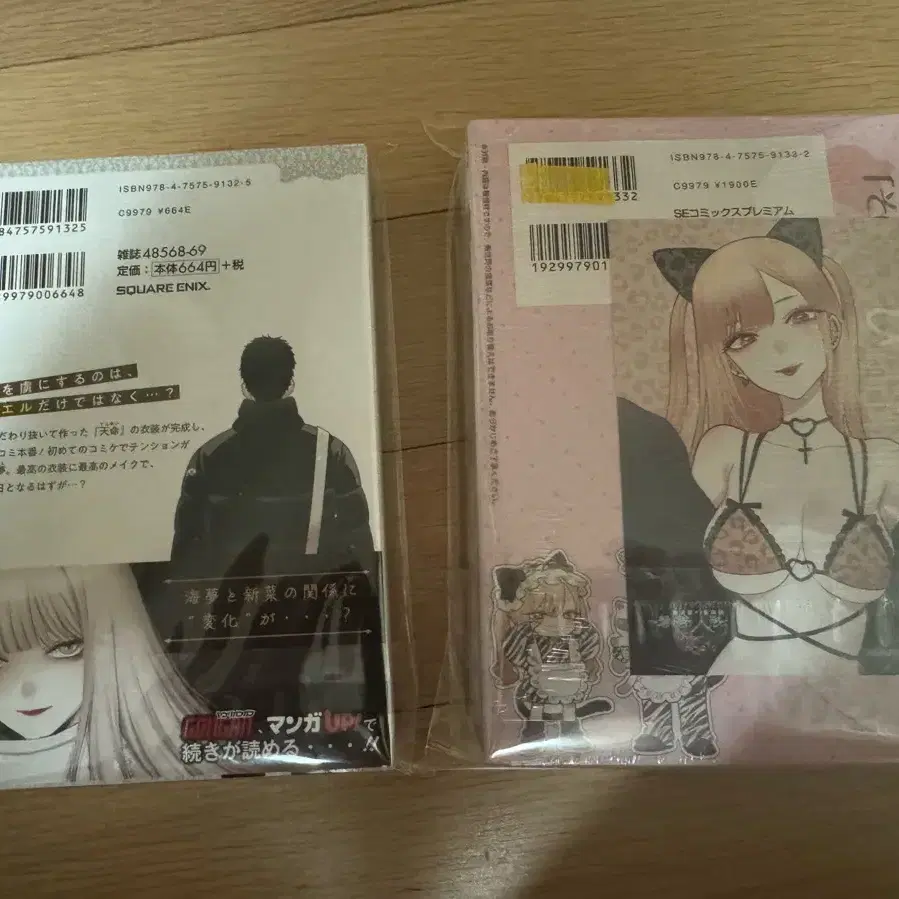 ISBN978-4-7575-9132-5
C9979 ¥664E
84757591325
雑誌 48568-69
定価：本体664円＋税
SQUARE ENIX.
29979006648
を虜にするのは、
エルだけではなく…？
だわり抜いて作った「天命」の衣装が完成し、
コミ本番！初めてのコミケでテンションが
夢。最高の衣装に最高のメイクで、
日となるはずが…？
海夢と新菜の関係に
“変化”が・・・？
マンガUP!で
続きが読める・・・!!
ISBN978-4-7575-9133-2
C9979 ¥1900E
332
SEコミックスプレミアム
192997901